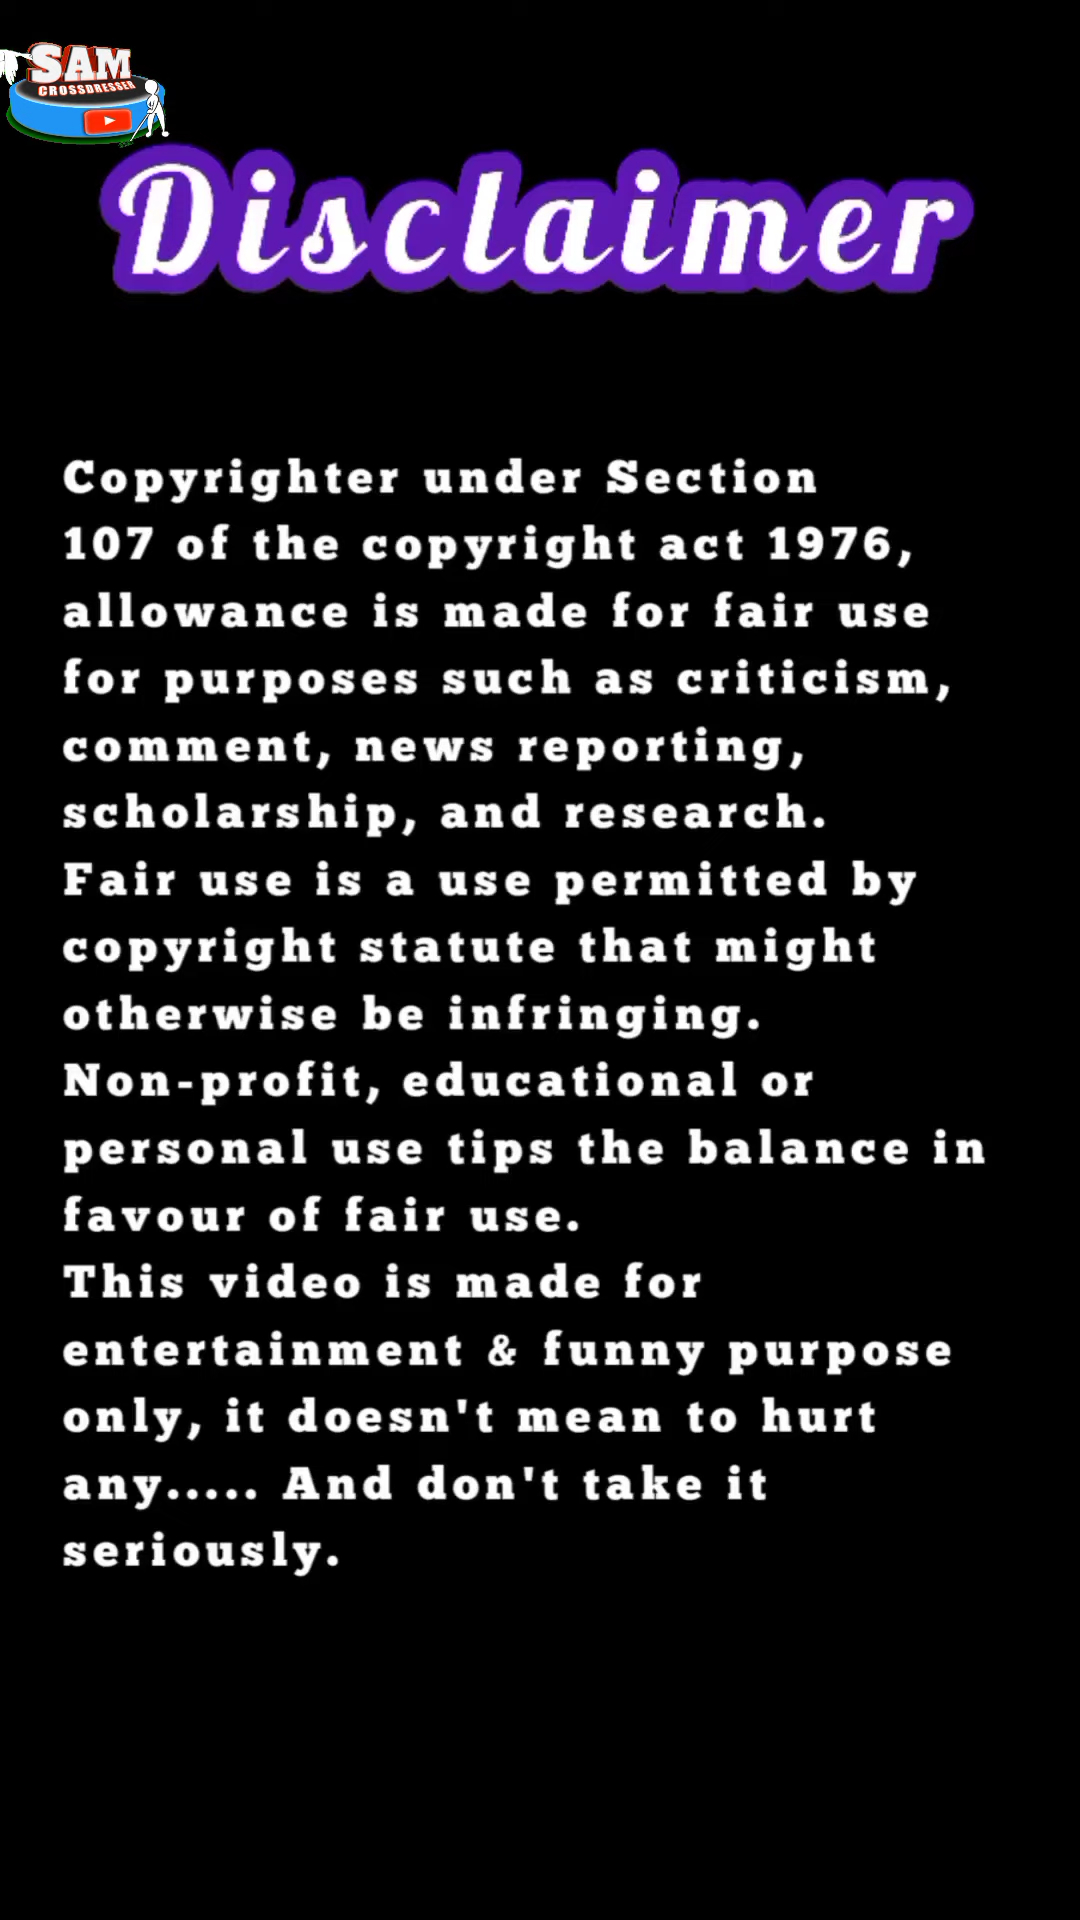 SAM
CROSSDRESSER
Disclaimer
Copyrighter under Section
107 of the copyright act 1976,
allowance is made for fair use
for purposes such as criticism,
comment, news reporting,
scholarship, and research.
Fair use is a use permitted by
copyright statute that might
otherwise be infringing.
Non-profit, educational or
personal use tips the balance in
favour of fair use.
This video is made for
entertainment & funny purpose
only, it doesn't mean to hurt
any..... And don't take it
seriously.